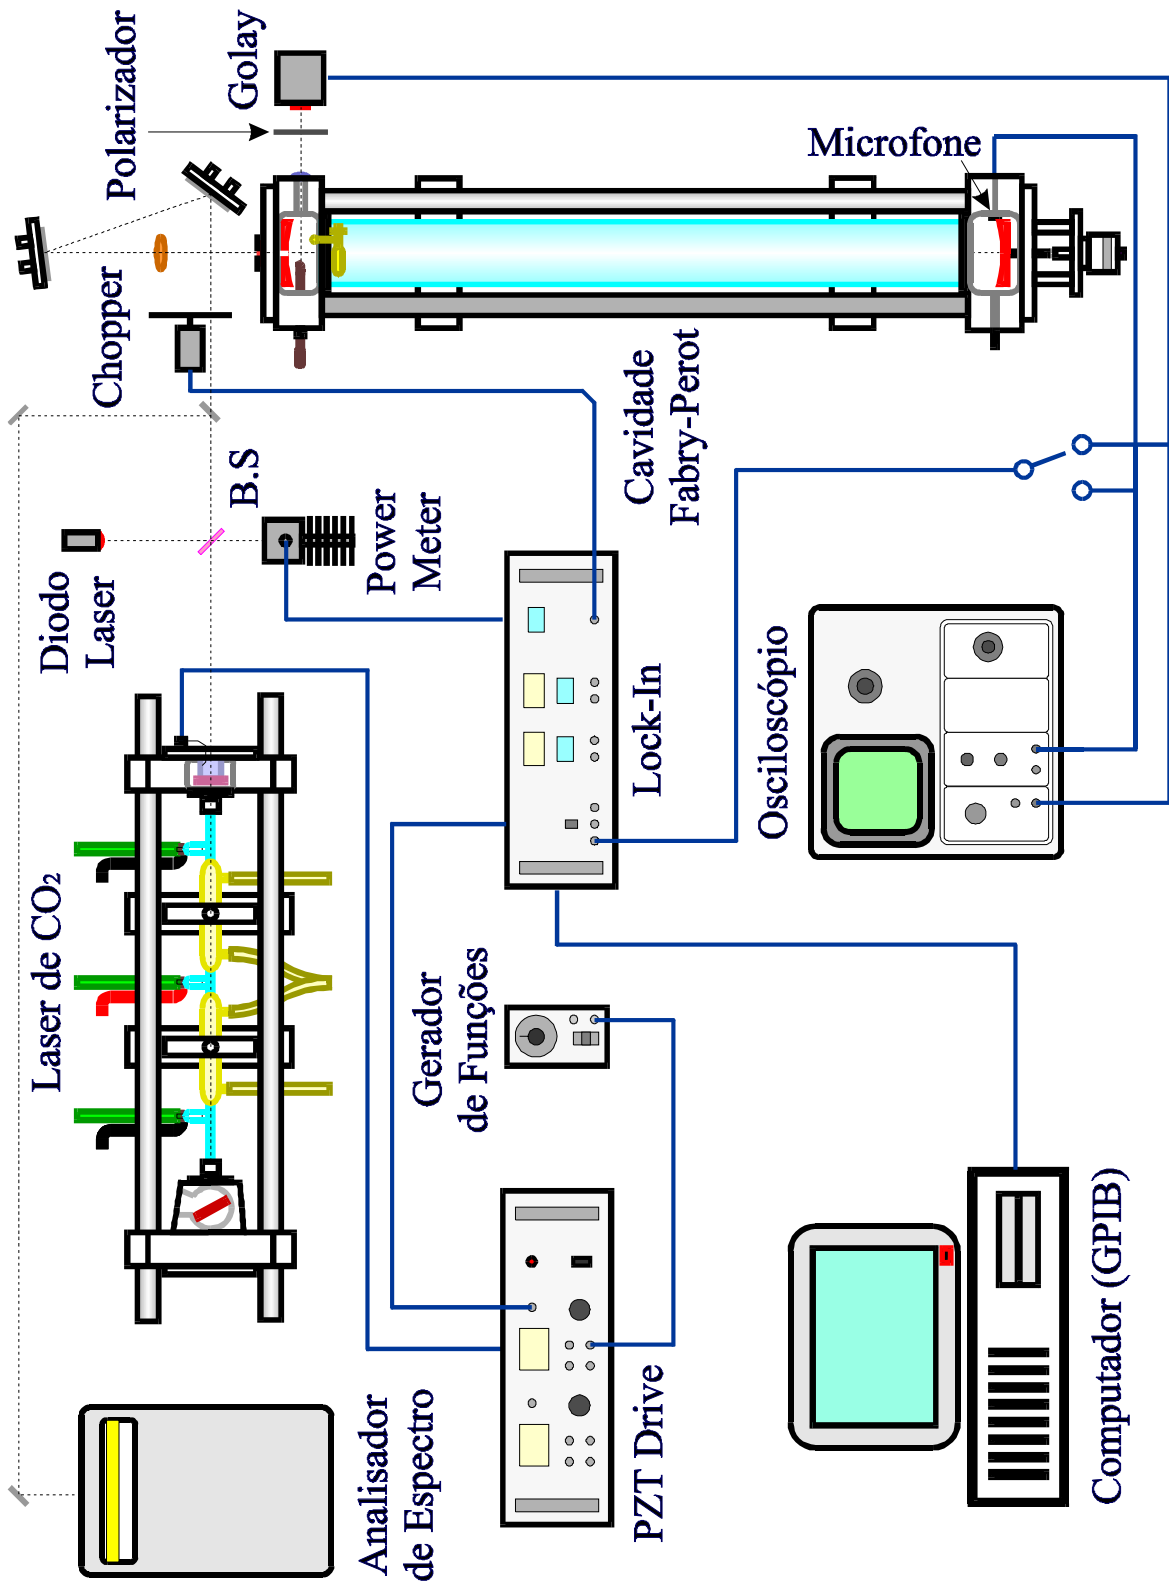 Analisador
de Espectro
Laser de CO₂
Diodo
Laser
B.S
Chopper
Polarizador
Golay
Power
Meter
PZT Drive
Gerador
de Funções
Lock-In
Cavidade
Fabry-Perot
Microfone
Osciloscópio
Computador (GPIB)